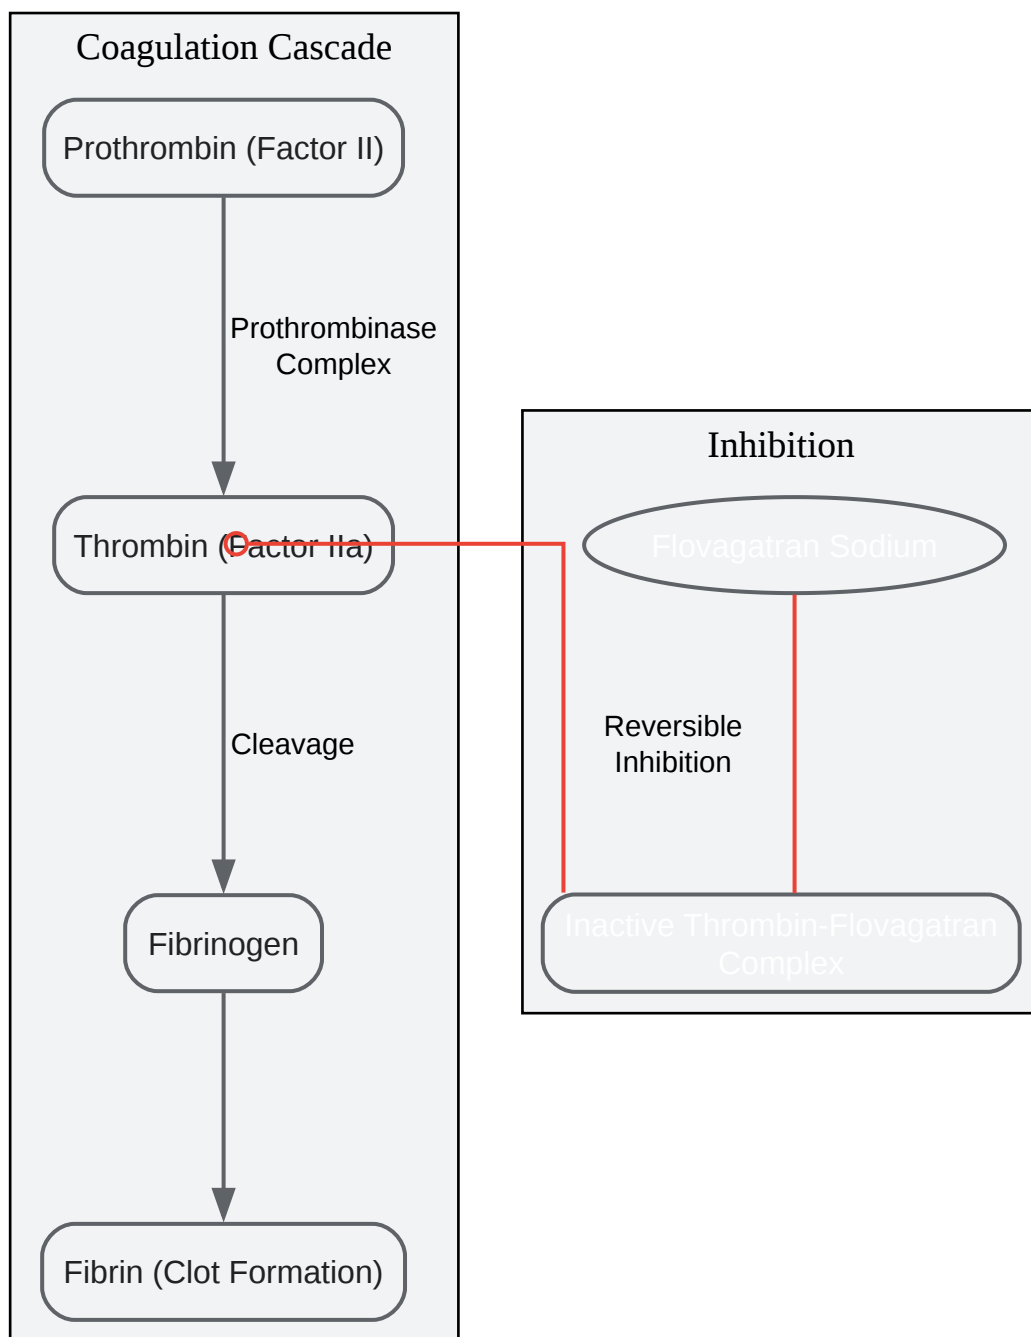 Coagulation Cascade
Prothrombin (Factor II)
Prothrombinase
Complex
Thrombin (Factor IIa)
Cleavage
Fibrinogen
Fibrin (Clot Formation)
Inhibition
Flovagatran Sodium
Reversible
Inhibition
Inactive Thrombin-Flovagatran
Complex